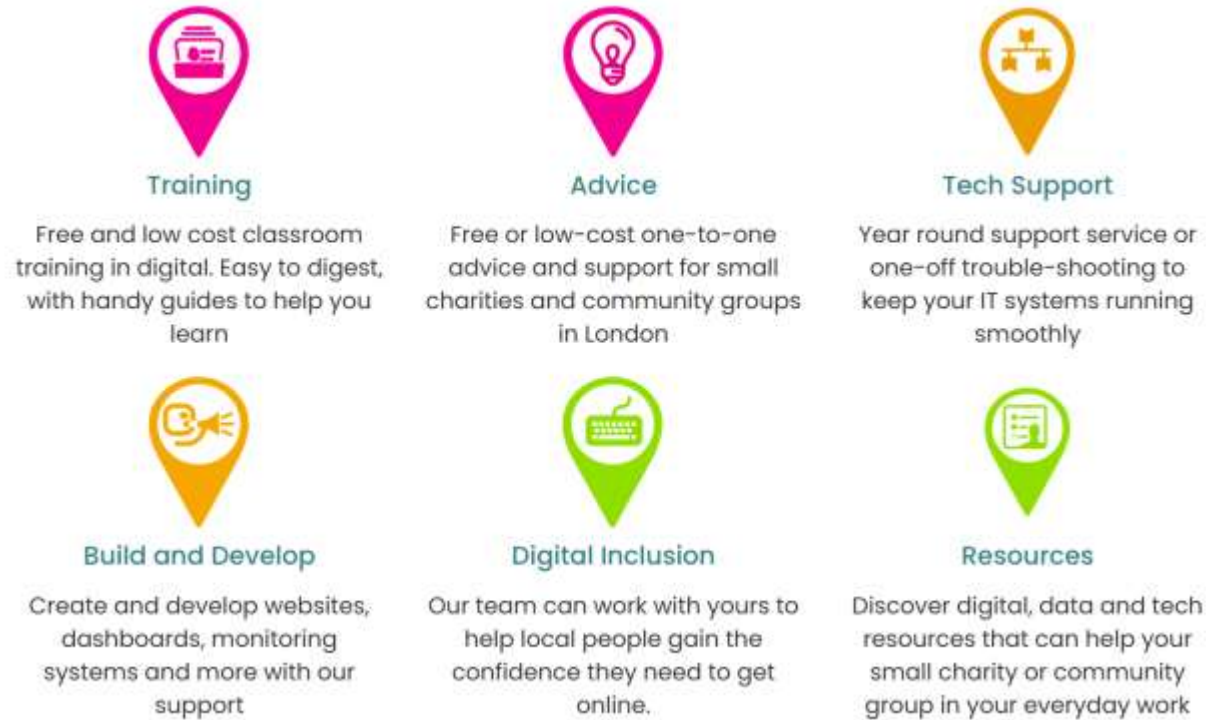 Training
Free and low cost classroom
training in digital. Easy to digest,
with handy guides to help you
learn
Advice
Free or low-cost one-to-one
advice and support for small
charities and community groups
in London
Tech Support
Year round support service or
one-off trouble-shooting to
keep your IT systems running
smoothly
Build and Develop
Create and develop websites,
dashboards, monitoring
systems and more with our
support
Digital Inclusion
Our team can work with yours to
help local people gain the
confidence they need to get
online.
Resources
Discover digital, data and tech
resources that can help your
small charity or community
group in your everyday work